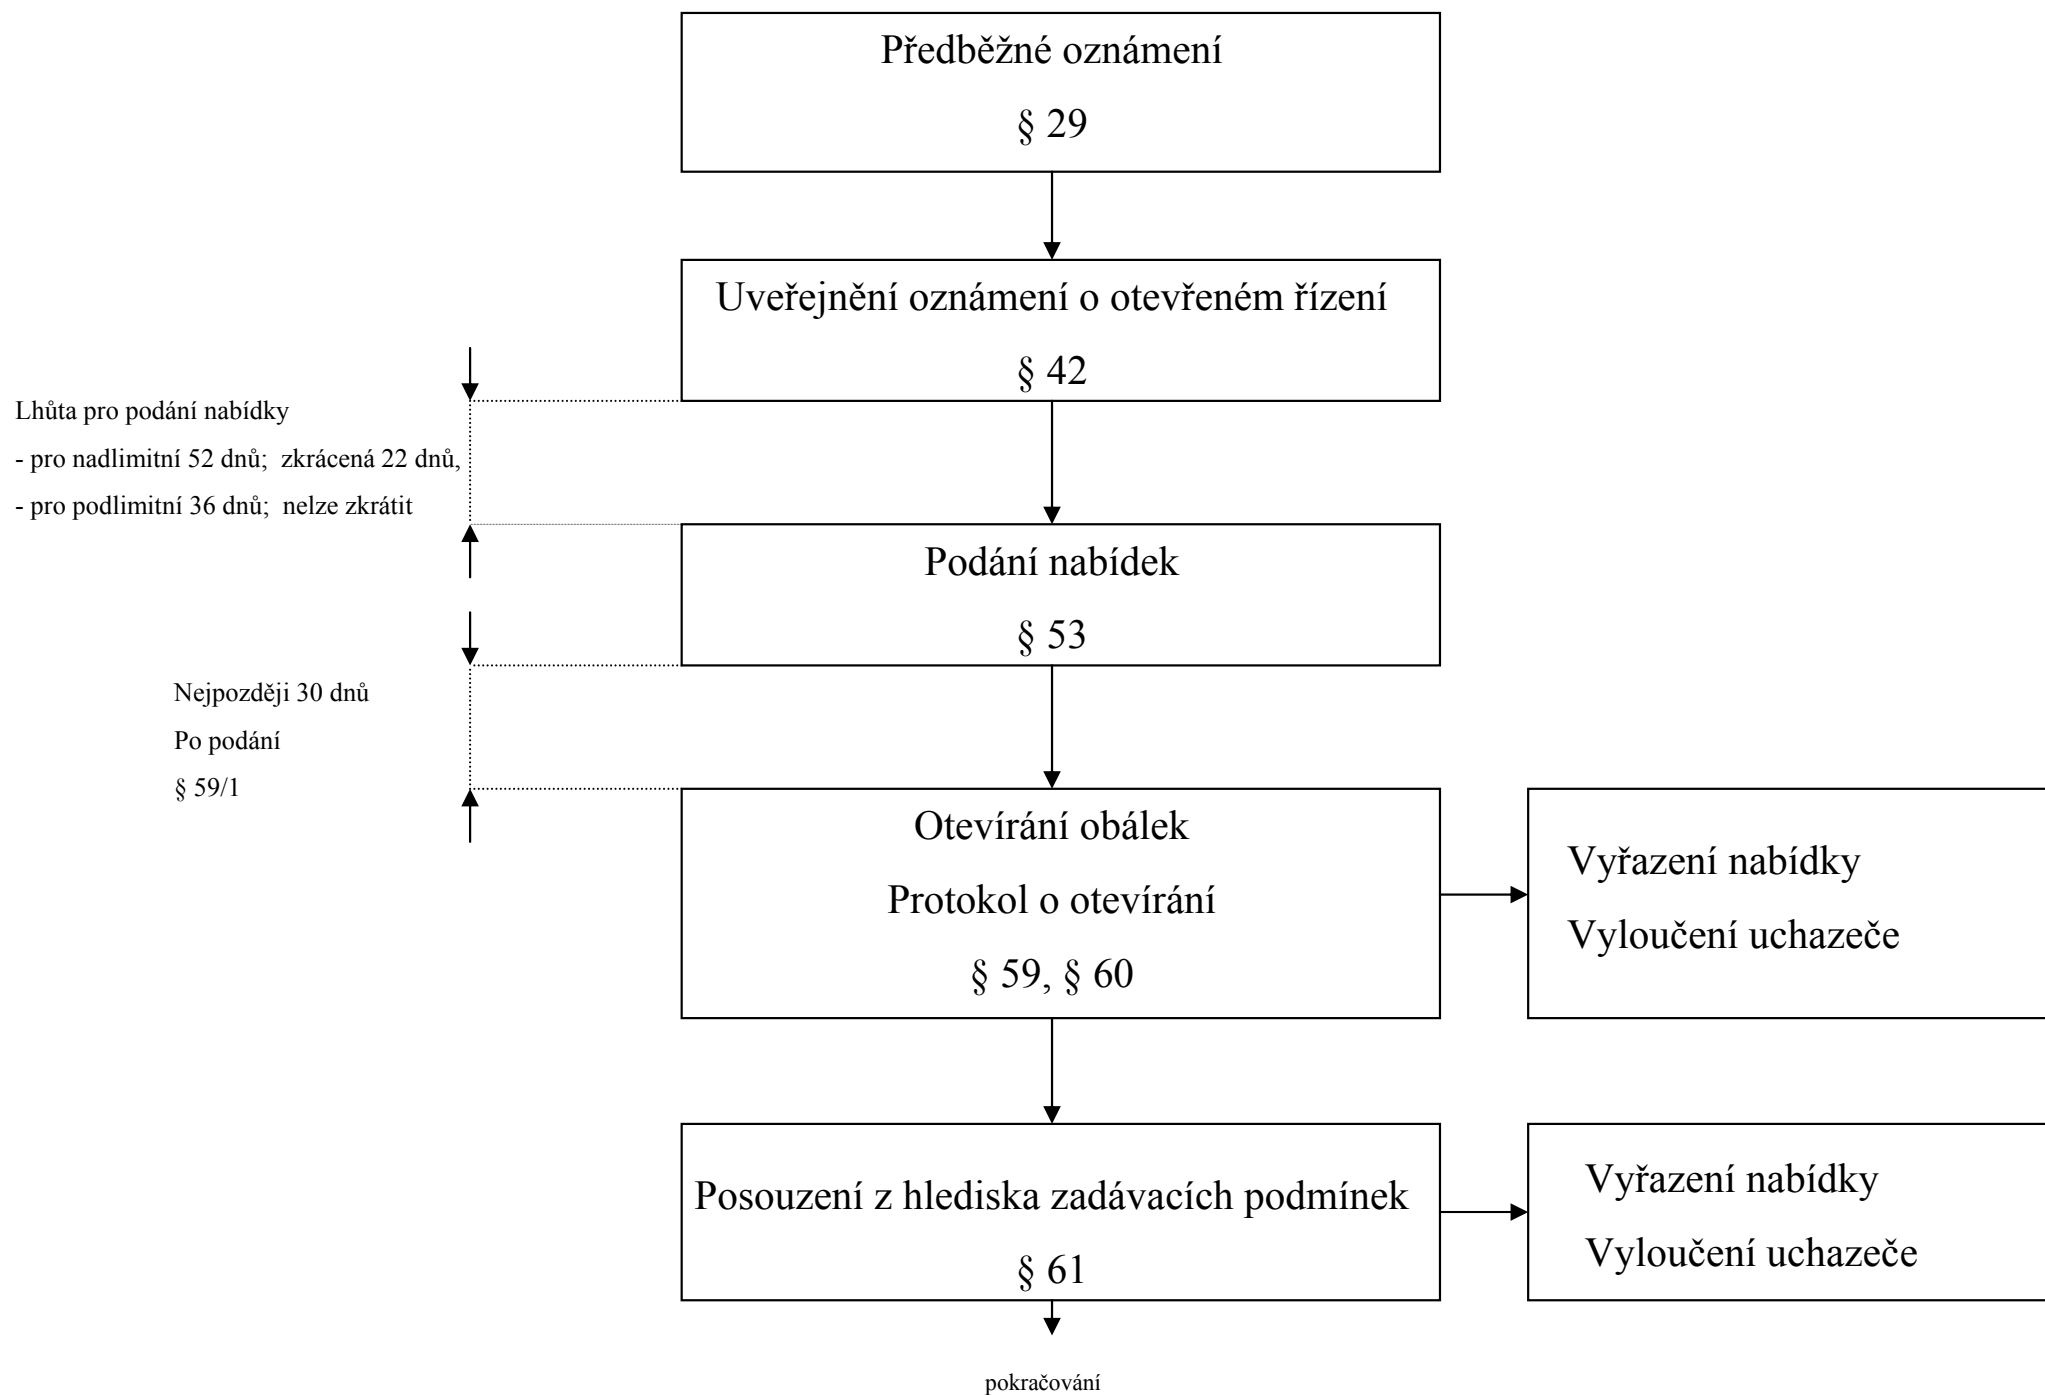 Předběžné oznámení
§ 29
Uveřejnění oznámení o otevřeném řízení
§ 42
Lhůta pro podání nabídky
- pro nadlimitní 52 dnů;  zkrácená 22 dnů,
- pro podlimitní 36 dnů;  nelze zkrátit
Podání nabídek
§ 53
Nejpozději 30 dnů
Po podání
§ 59/1
Otevírání obálek
Protokol o otevírání
§ 59, § 60
Vyřazení nabídky
Vyloučení uchazeče
Posouzení z hlediska zadávacích podmínek
§ 61
Vyřazení nabídky
Vyloučení uchazeče
pokračování